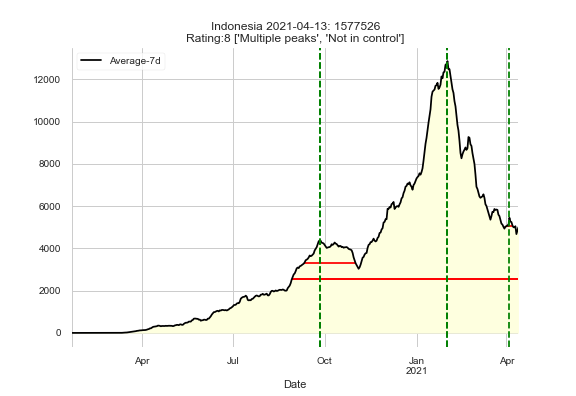 Indonesia 2021-04-13: 1577526
Rating:8 ['Multiple peaks', 'Not in control']
Average-7d
12000
10000
8000
6000
4000
2000
0
Apr Jul Oct Jan Apr
2021
Date